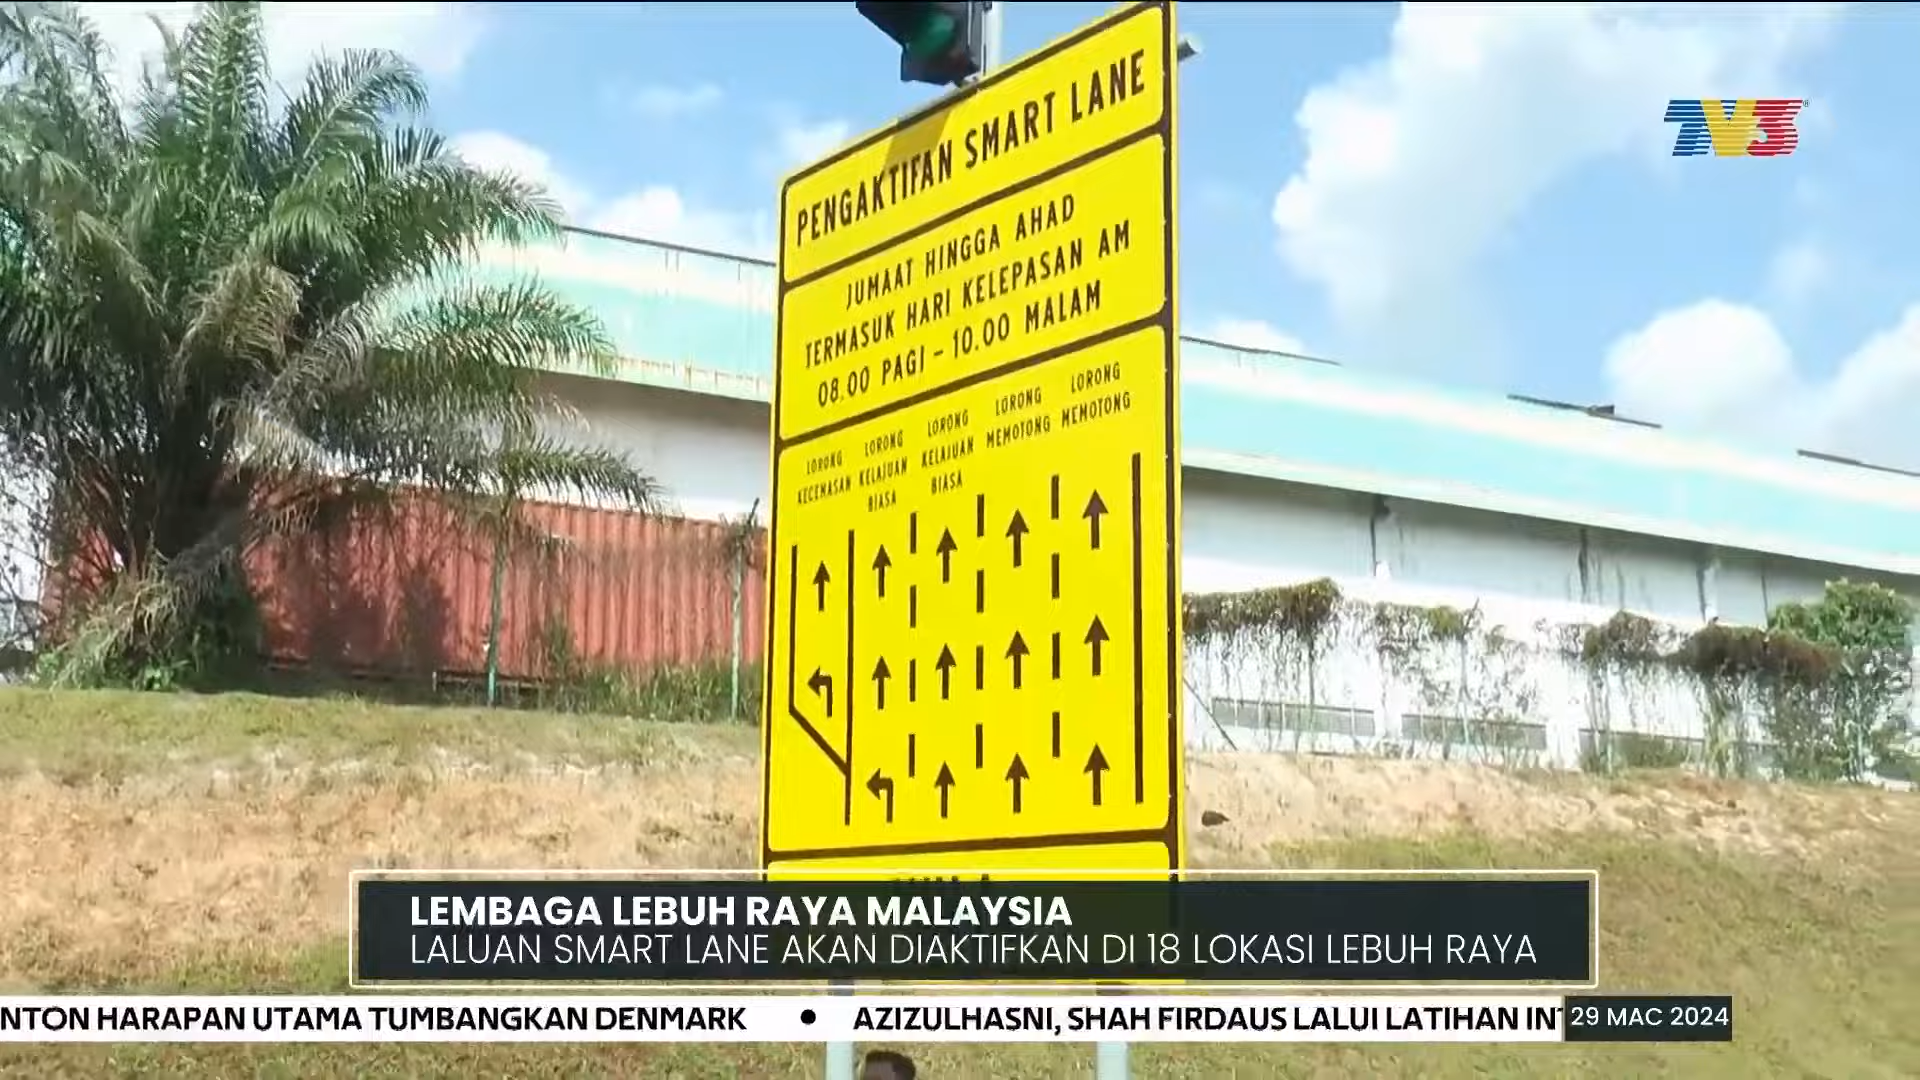 TV3
PENGAKTIFAN SMART LANE
JUMAAT HINGGA AHAD
TERMASUK HARI KELEPASAN AM
08.00 PAGI - 10.00 MALAM
LORONG KECEMASAN
LORONG KELAJUAN BIASA
LORONG KELAJUAN BIASA
LORONG MEMOTONG
LORONG MEMOTONG
LEMBAGA LEBUH RAYA MALAYSIA
LALUAN SMART LANE AKAN DIAKTIFKAN DI 18 LOKASI LEBUH RAYA
NTON HARAPAN UTAMA TUMBANGKAN DENMARK • AZIZULHASNI, SHAH FIRDAUS LALUI LATIHAN IN
29 MAC 2024